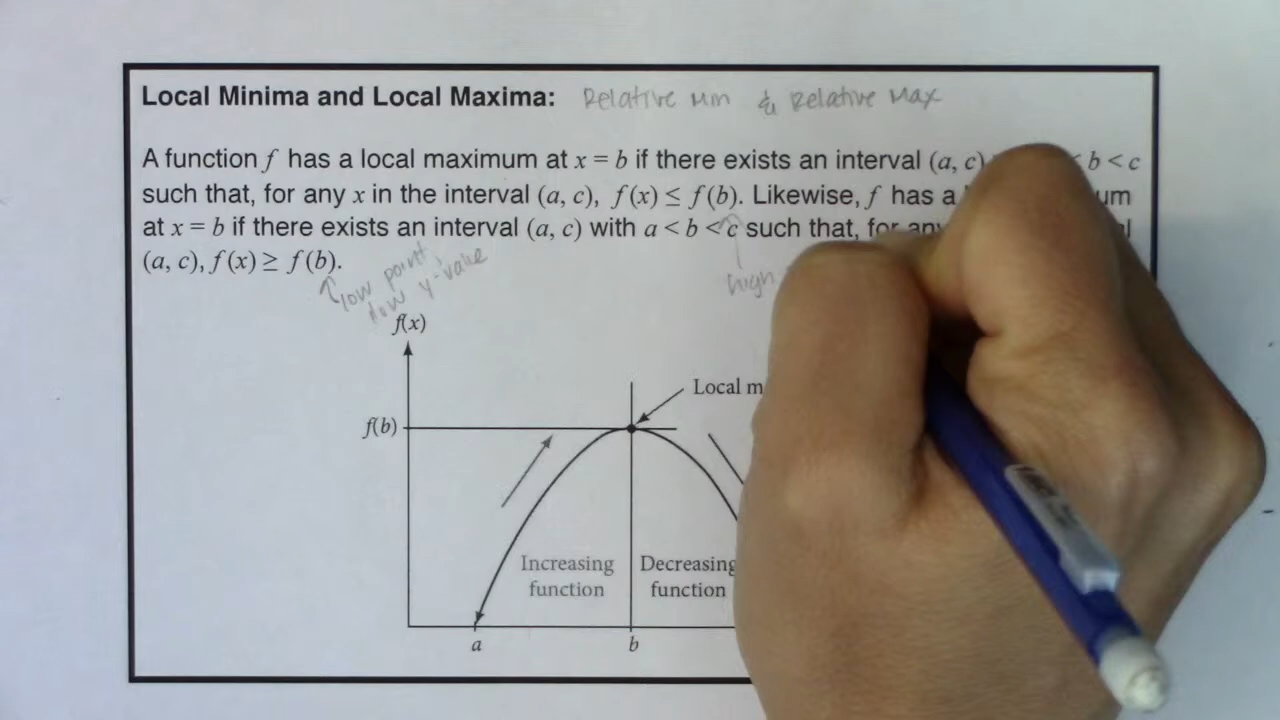 Local Minima and Local Maxima: Relative Min & Relative Max
A function f has a local maximum at x = b if there exists an interval (a, c) < b < c
such that, for any x in the interval (a, c), f(x) ≤ f(b). Likewise, f has a
at x = b if there exists an interval (a, c) with a < b < c such that, for any
(a, c), f(x) ≥ f(b).
low point,
low y-value
high
f(x)
Local
f(b)
Increasing
function
Decreasing
function
a
b